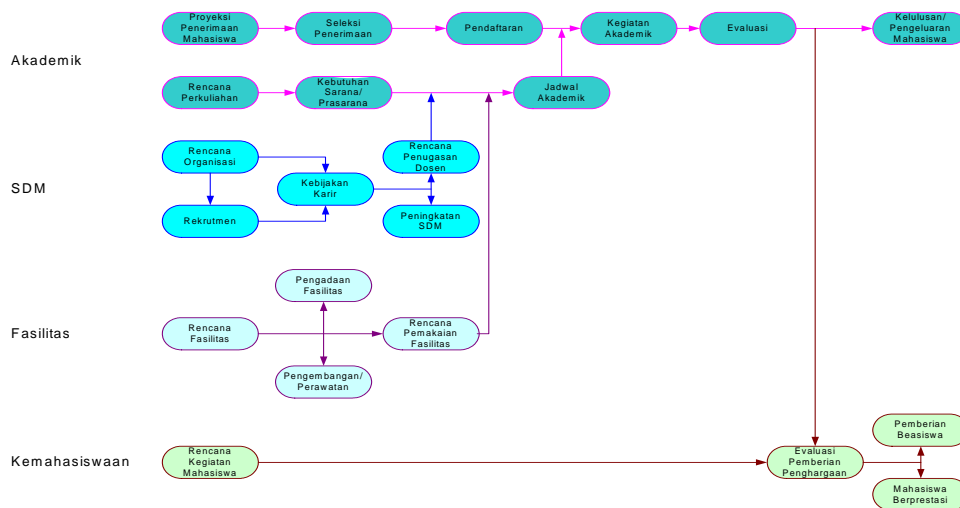 Akademik
Proyeksi
Penerimaan
Mahasiswa
Seleksi
Penerimaan
Pendaftaran
Kegiatan
Akademik
Evaluasi
Kelulusan/
Pengeluaran
Mahasiswa
Rencana
Perkuliahan
Kebutuhan
Sarana/
Prasarana
Jadwal
Akademik
SDM
Rencana
Organisasi
Kebijakan
Karir
Rencana
Penugasan
Dosen
Rekrutmen
Peningkatan
SDM
Fasilitas
Pengadaan
Fasilitas
Rencana
Fasilitas
Rencana
Pemakaian
Fasilitas
Pengembangan/
Perawatan
Kemahasiswaan
Rencana
Kegiatan
Mahasiswa
Evaluasi
Pemberian
Penghargaan
Pemberian
Beasiswa
Mahasiswa
Berprestasi